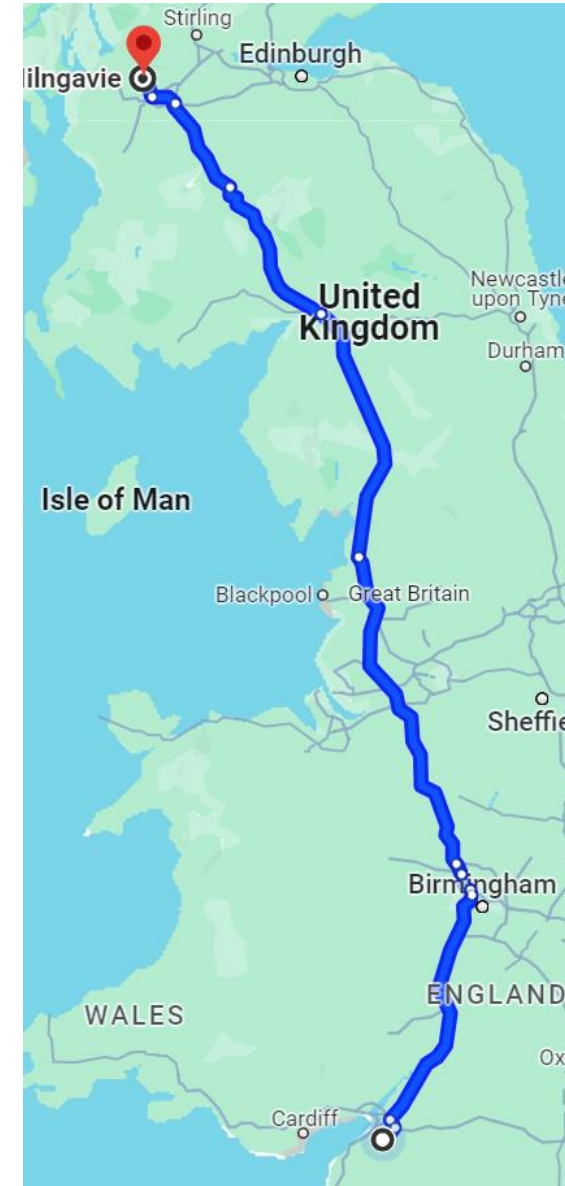 Stirling
Edinburgh
ilngavie
United
Kingdom
Newcastle
upon Tyne
Durham
Isle of Man
Blackpool
Great Britain
Sheffie
Birmingham
ENGLAND
WALES
Ox
Cardiff